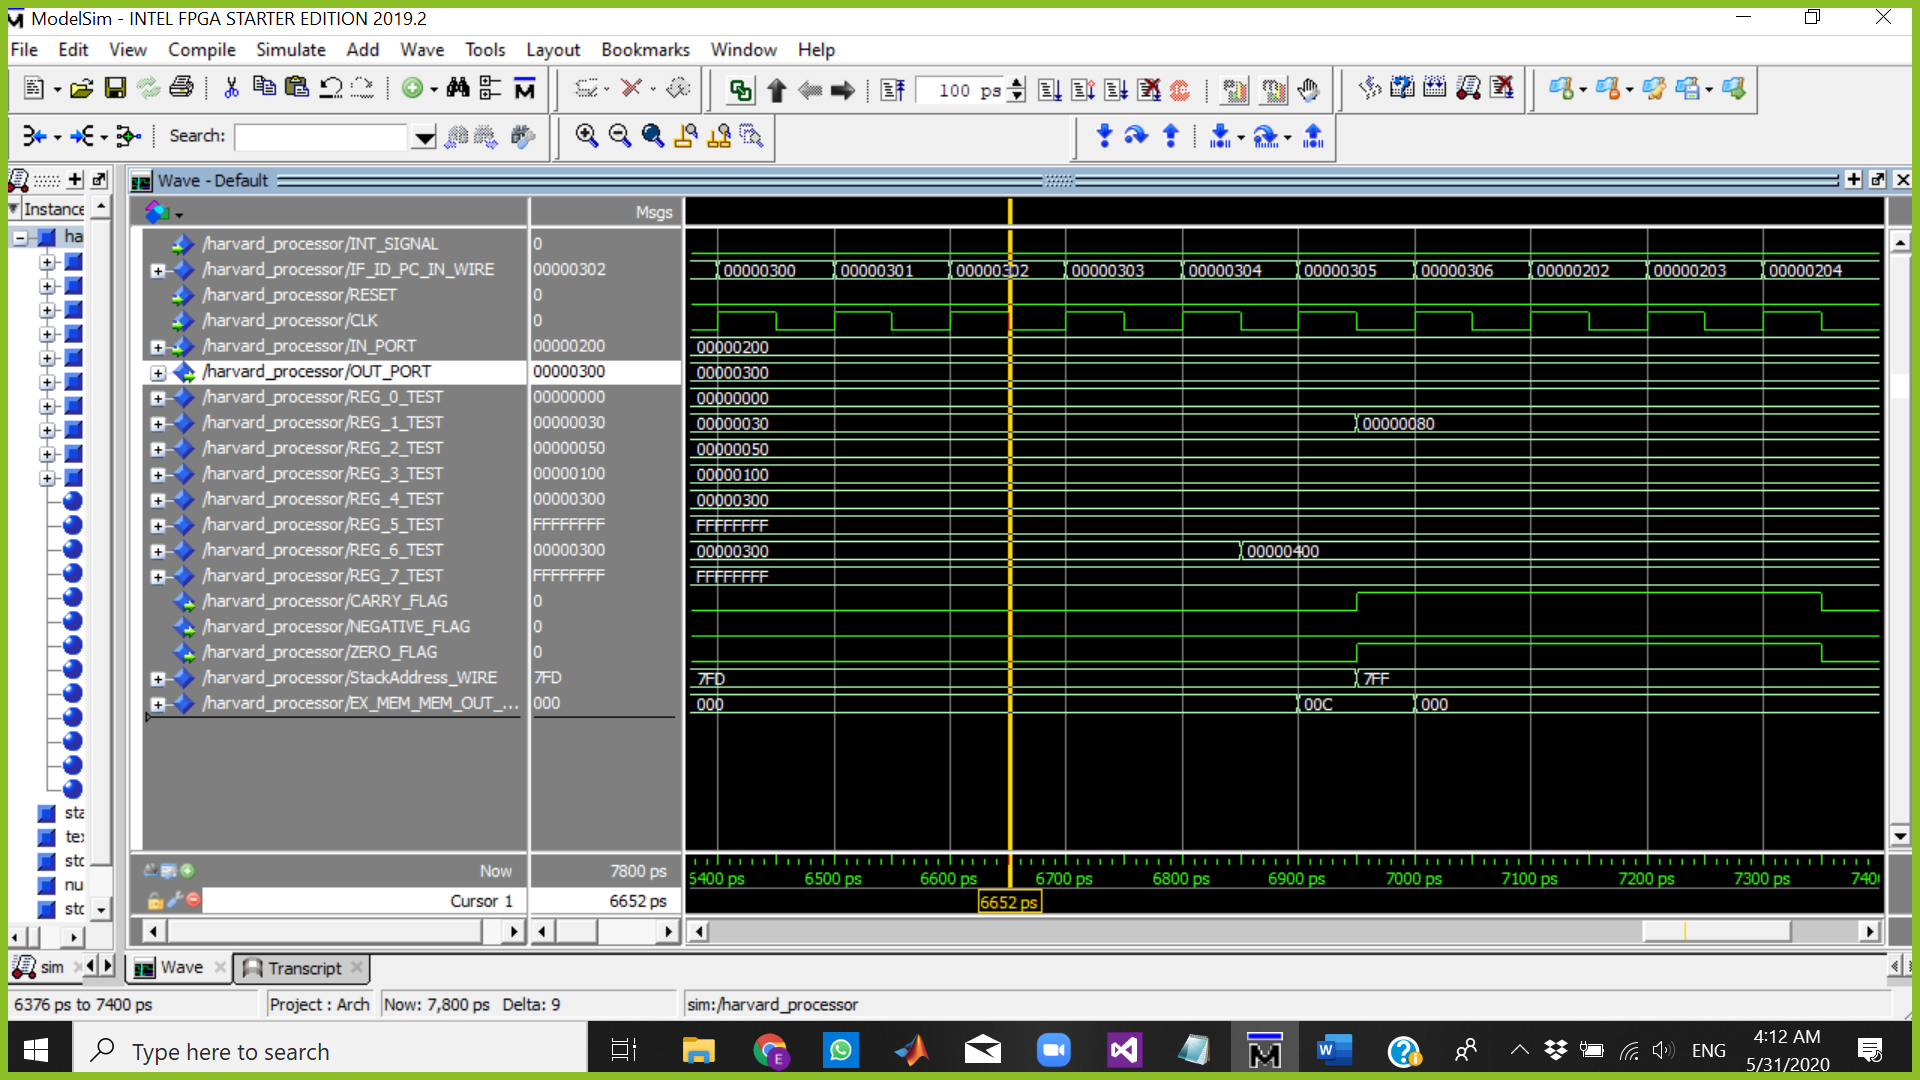 ModelSim - INTEL FPGA STARTER EDITION 2019.2
File Edit View Compile Simulate Add Wave Tools Layout Bookmarks Window Help
100 ps
Search:
Wave - Default
Instance
Msgs
ha
/harvard_processor/INT_SIGNAL 0
/harvard_processor/IF_ID_PC_IN_WIRE 00000302 00000300 00000301 00000302 00000303 00000304 00000305 00000306 00000202 00000203 00000204
/harvard_processor/RESET 0
/harvard_processor/CLK 0
/harvard_processor/IN_PORT 00000200 00000200
/harvard_processor/OUT_PORT 00000300 00000300
/harvard_processor/REG_0_TEST 00000000 00000000
/harvard_processor/REG_1_TEST 00000030 00000030 00000080
/harvard_processor/REG_2_TEST 00000050 00000050
/harvard_processor/REG_3_TEST 00000100 00000100
/harvard_processor/REG_4_TEST 00000300 00000300
/harvard_processor/REG_5_TEST FFFFFFFF FFFFFFFF
/harvard_processor/REG_6_TEST 00000300 00000300 00000400
/harvard_processor/REG_7_TEST FFFFFFFF FFFFFFFF
/harvard_processor/CARRY_FLAG 0
/harvard_processor/NEGATIVE_FLAG 0
/harvard_processor/ZERO_FLAG 0
/harvard_processor/StackAddress_WIRE 7FD 7FD 7FF
/harvard_processor/EX_MEM_MEM_OUT_... 000 000 00C 000
sta
tex
std
nu
std
Now 7800 ps
6400 ps 6500 ps 6600 ps 6700 ps 6800 ps 6900 ps 7000 ps 7100 ps 7200 ps 7300 ps 740
Cursor 1 6652 ps 6652 ps
sim Wave Transcript
6376 ps to 7400 ps Project : Arch Now: 7,800 ps Delta: 9 sim:/harvard_processor
Type here to search
ENG
4:12 AM
5/31/2020